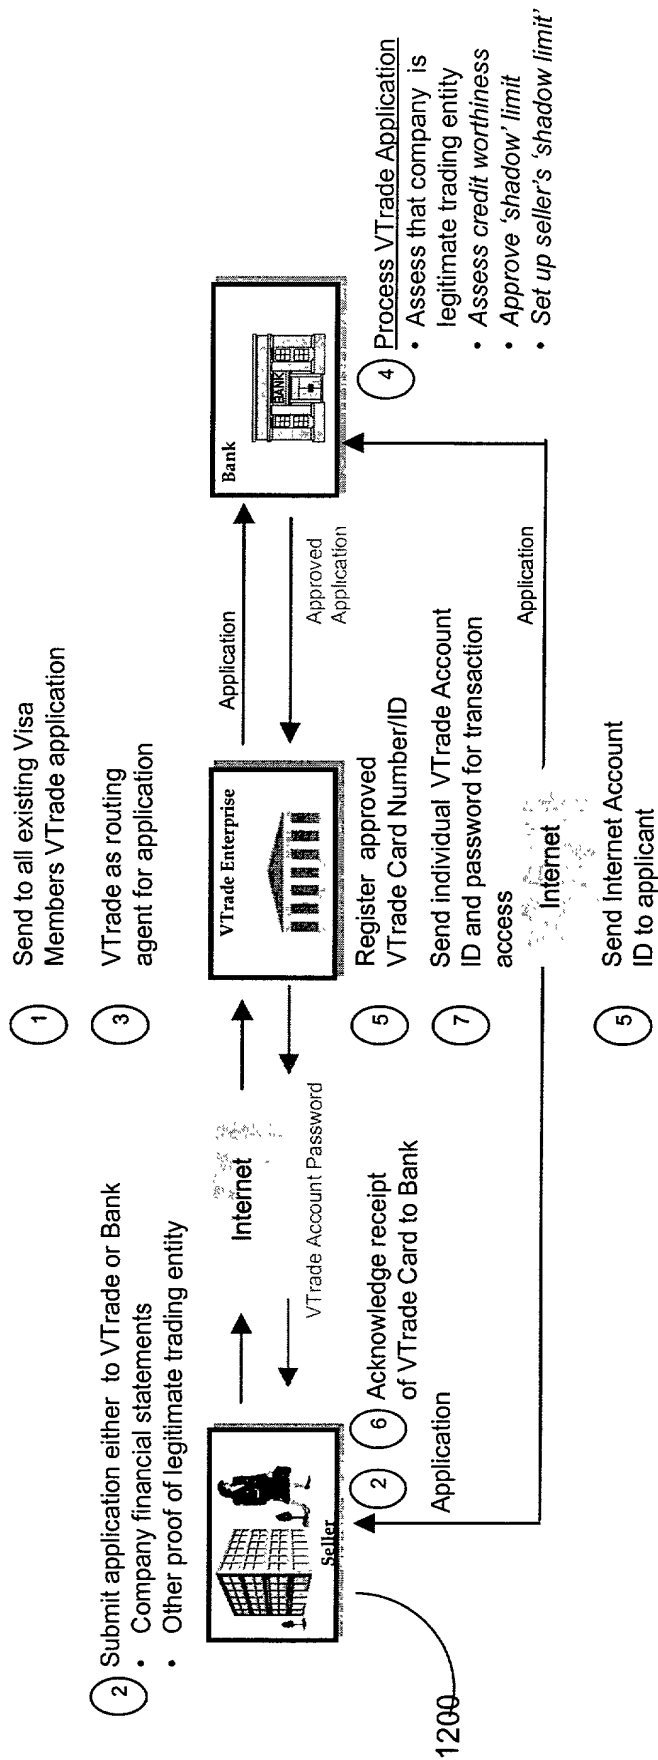 1
Send to all existing Visa
Members VTrade application
2
Submit application either to VTrade or Bank
• Company financial statements
• Other proof of legitimate trading entity
3
VTrade as routing
agent for application
Seller
Internet
VTrade Account Password
VTrade Enterprise
Application
Approved
Application
Bank
BANK
4
Process VTrade Application
• Assess that company is
legitimate trading entity
• Assess credit worthiness
• Approve ‘shadow’ limit
• Set up seller's ‘shadow limit’
2
6
Acknowledge receipt
of VTrade Card to Bank
Application
5
Register approved
VTrade Card Number/ID
7
Send individual VTrade Account
ID and password for transaction
access
Internet
Application
5
Send Internet Account
ID to applicant
1200